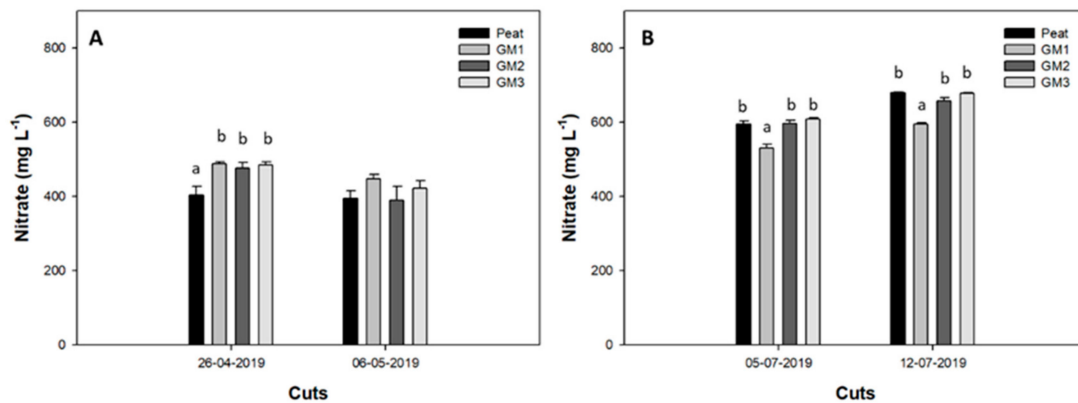 A
Peat
GM1
GM2
GM3
800
600
400
200
0
Nitrate (mg L-1)
a b b b
26-04-2019 06-05-2019
Cuts
B
Peat
GM1
GM2
GM3
800
600
400
200
0
Nitrate (mg L-1)
b a b b
b a b b
05-07-2019 12-07-2019
Cuts